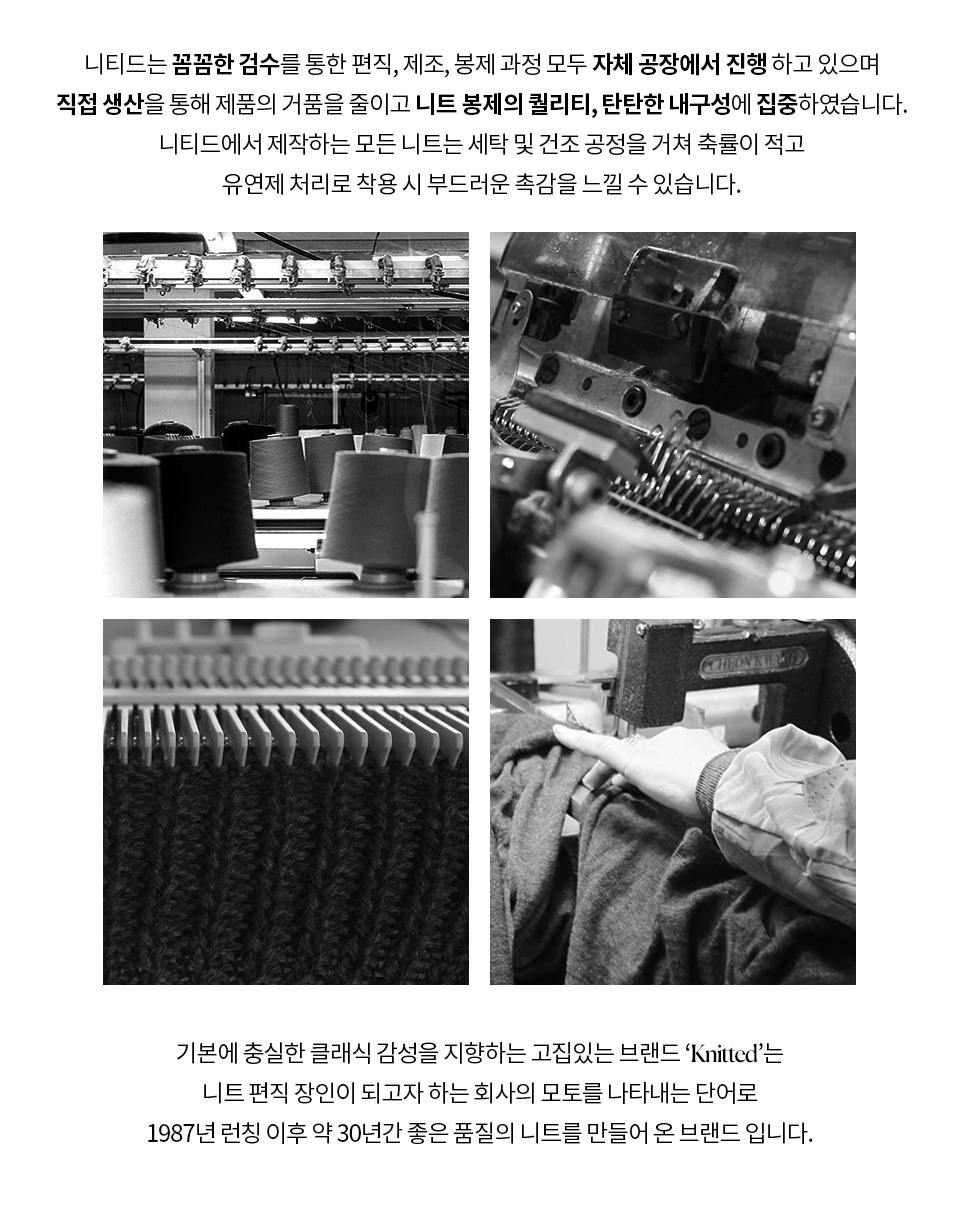 니티드는 꼼꼼한 검수를 통한 편직, 제조, 봉제 과정 모두 자체 공장에서 진행 하고 있으며
직접 생산을 통해 제품의 거품을 줄이고 니트 봉제의 퀄리티, 탄탄한 내구성에 집중하였습니다.
니티드에서 제작하는 모든 니트는 세탁 및 건조 공정을 거쳐 축률이 적고
유연제 처리로 착용 시 부드러운 촉감을 느낄 수 있습니다.
CHEON KWANG
기본에 충실한 클래식 감성을 지향하는 고집있는 브랜드 ‘Knitted’는
니트 편직 장인이 되고자 하는 회사의 모토를 나타내는 단어로
1987년 런칭 이후 약 30년간 좋은 품질의 니트를 만들어 온 브랜드 입니다.